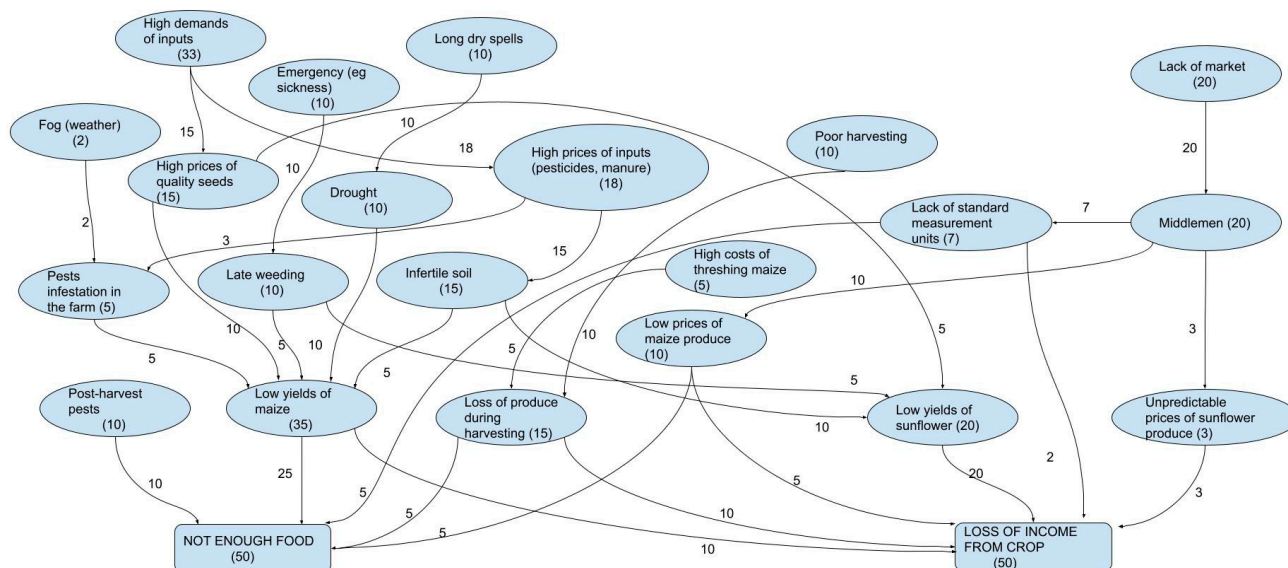 High demands
of inputs
(33)
Long dry spells
(10)
Emergency (eg
sickness)
(10)
Lack of market
(20)
Fog (weather)
(2)
15
10
18
Poor harvesting
(10)
High prices of
quality seeds
(15)
10
Drought
(10)
High prices of inputs
(pesticides, manure)
(18)
20
2
3
15
Lack of standard
measurement
units (7)
7
Middlemen (20)
Pests
infestation in
the farm (5)
Late weeding
(10)
Infertile soil
(15)
High costs of
threshing maize
(5)
10
Low prices of
maize produce
(10)
5
10
5
10
5
5
10
5
3
Post-harvest
pests
(10)
Low yields of
maize
(35)
Loss of produce
during
harvesting (15)
5
10
Low yields of
sunflower (20)
Unpredictable
prices of sunflower
produce (3)
10
25
5
5
5
10
5
20
2
3
10
NOT ENOUGH FOOD
(50)
LOSS OF INCOME
FROM CROP
(50)